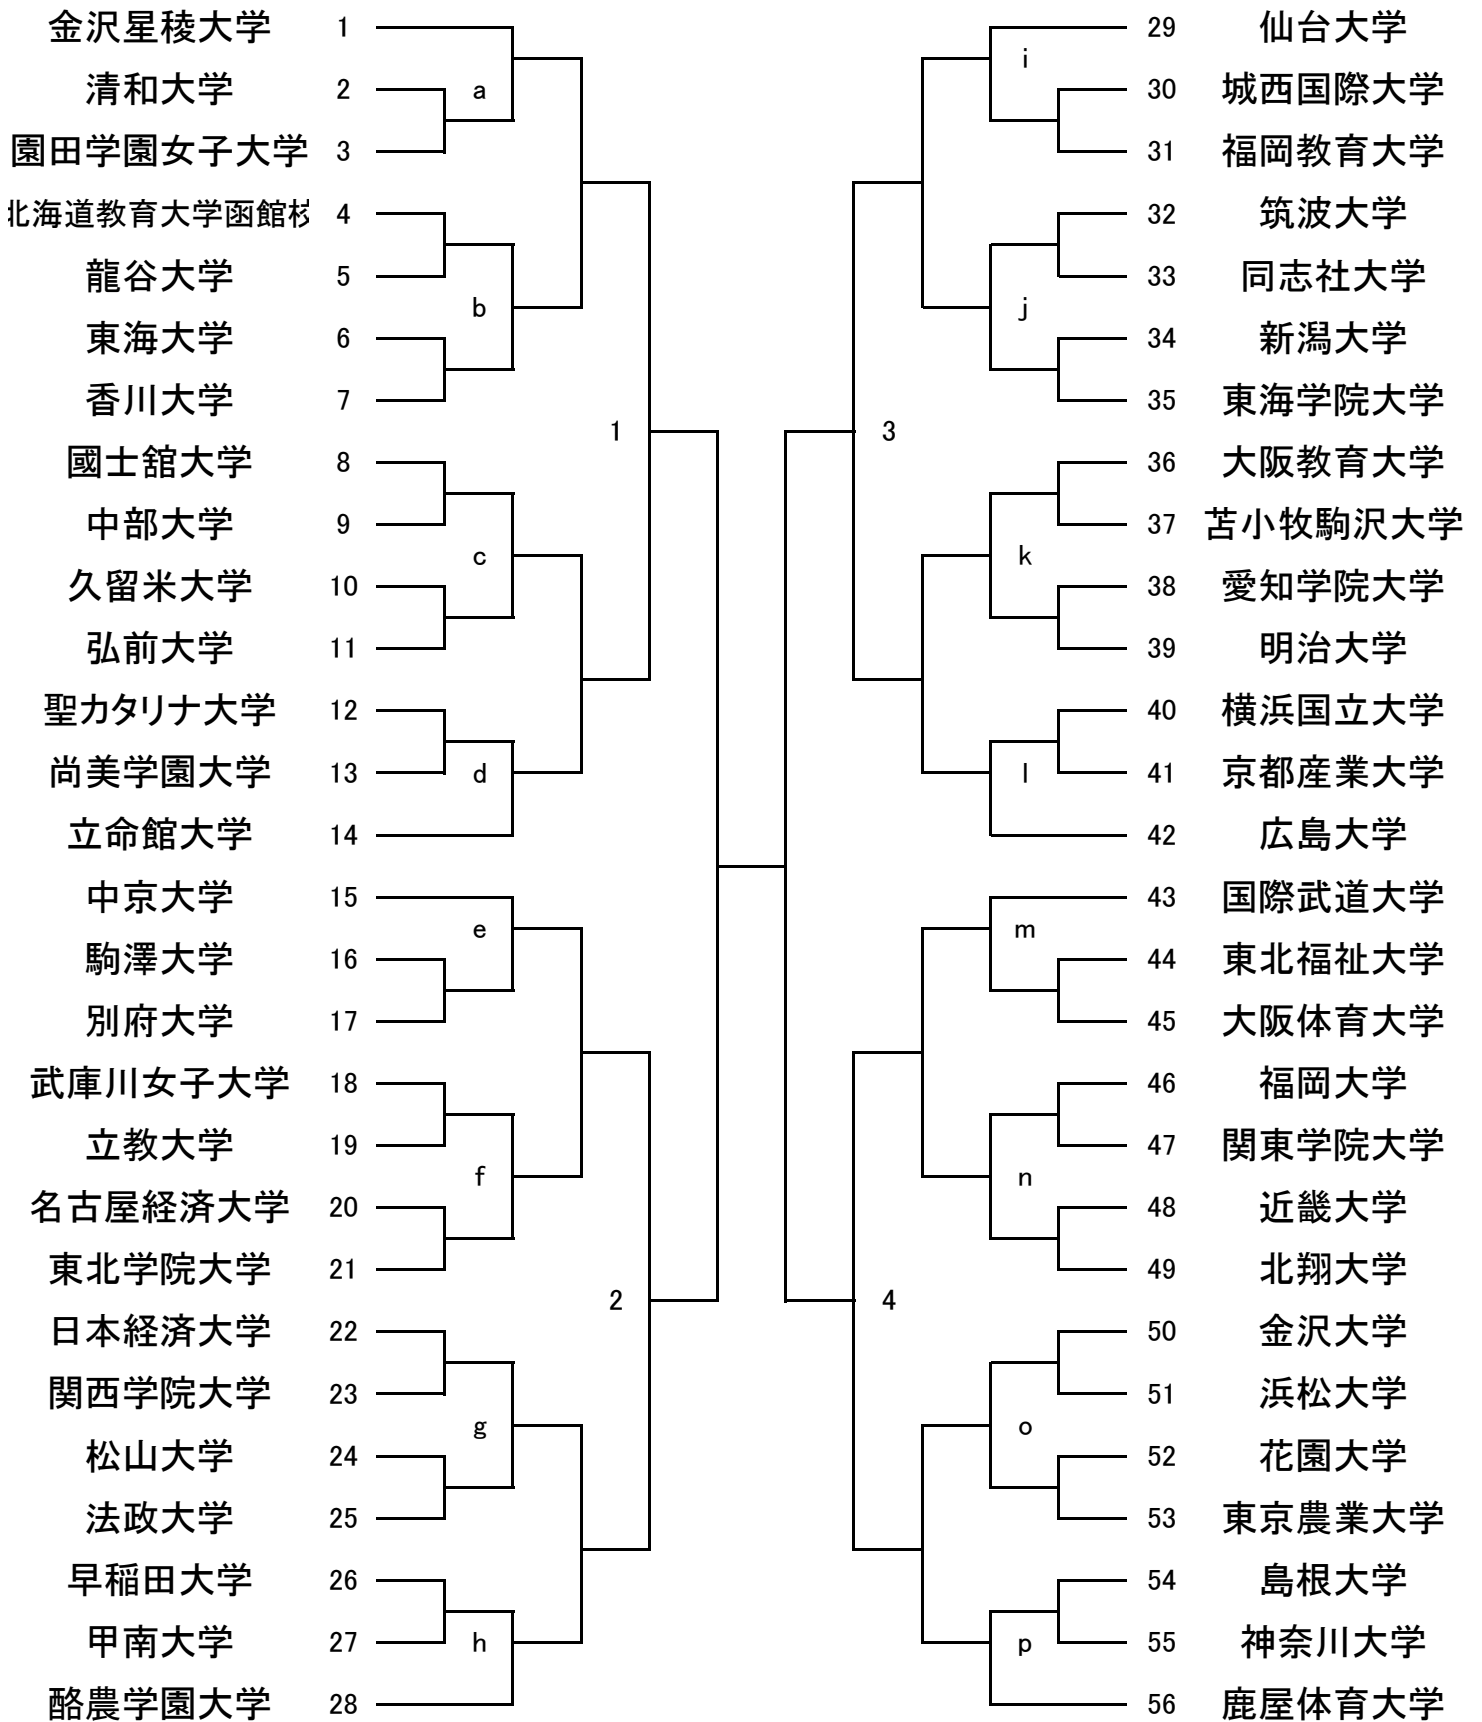 金沢星稜大学 1
清和大学 2
a
園田学園女子大学 3
北海道教育大学函館校 4
龍谷大学 5
b
東海大学 6
香川大学 7
1
國士舘大学 8
中部大学 9
c
久留米大学 10
弘前大学 11
聖カタリナ大学 12
尚美学園大学 13
d
立命館大学 14
中京大学 15
e
駒澤大学 16
別府大学 17
武庫川女子大学 18
立教大学 19
f
名古屋経済大学 20
東北学院大学 21
2
日本経済大学 22
関西学院大学 23
g
松山大学 24
法政大学 25
早稲田大学 26
甲南大学 27
h
酪農学園大学 28
29 仙台大学
i
30 城西国際大学
31 福岡教育大学
32 筑波大学
33 同志社大学
j
34 新潟大学
35 東海学院大学
3
36 大阪教育大学
37 苫小牧駒沢大学
k
38 愛知学院大学
39 明治大学
40 横浜国立大学
l
41 京都産業大学
42 広島大学
43 国際武道大学
m
44 東北福祉大学
45 大阪体育大学
46 福岡大学
47 関東学院大学
n
48 近畿大学
49 北翔大学
4
50 金沢大学
51 浜松大学
o
52 花園大学
53 東京農業大学
54 島根大学
p
55 神奈川大学
56 鹿屋体育大学